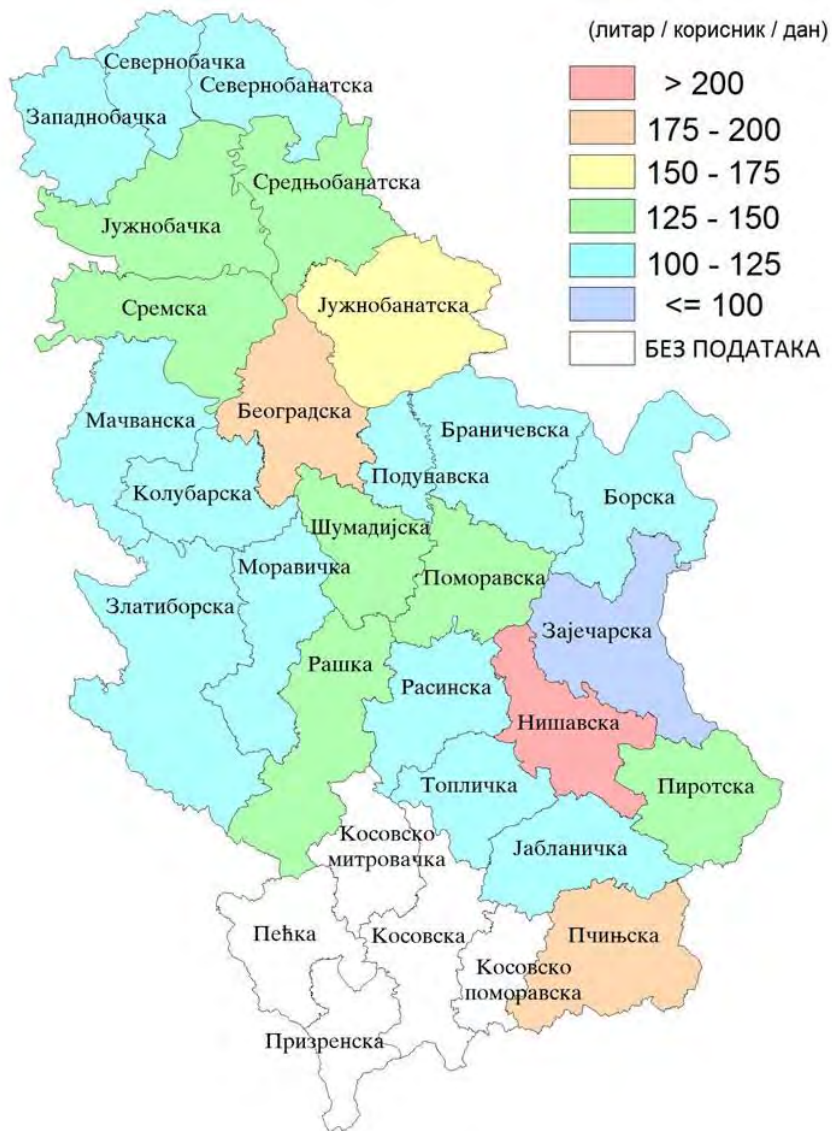 (литар / корисник / дан)
> 200
175 - 200
150 - 175
125 - 150
100 - 125
<= 100
БЕЗ ПОДАТАКА
Севернобачка
Севернобанатска
Западнобачка
Средњобанатска
Јужнобачка
Сремска
Јужнобанатска
Београдска
Мачванска
Браничевска
Подунавска
Колубарска
Борска
Шумадијска
Моравичка
Поморавска
Златиборска
Зајечарска
Рашка
Расинска
Нишавска
Топличка
Пиротска
Косовско
митровачка
Јабланичка
Пећка
Косовска
Пчињска
Косовско
поморавска
Призренска